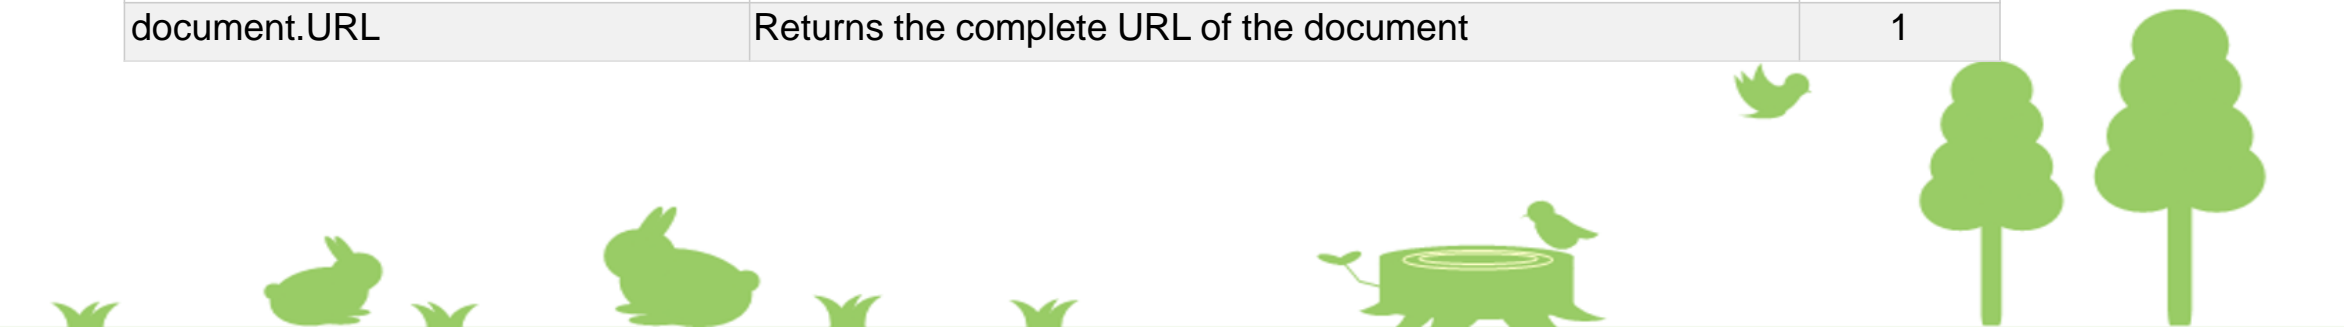 document.URL Returns the complete URL of the document 1